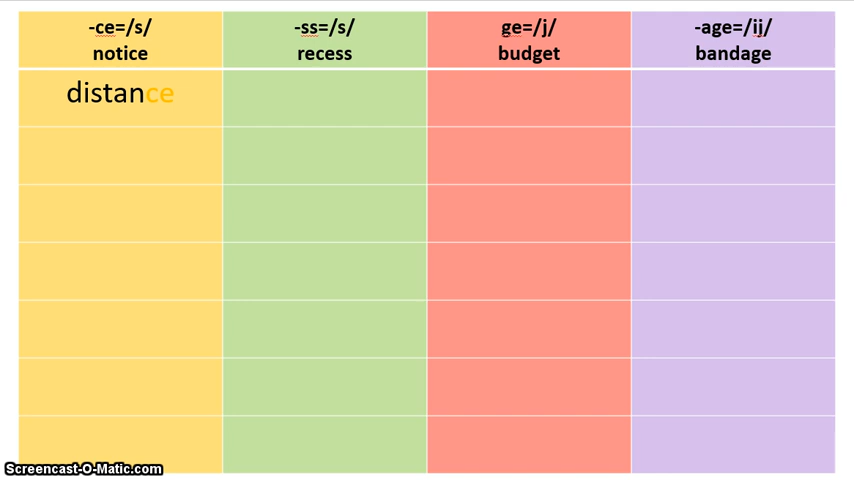 -ce=/s/
notice
-ss=/s/
recess
ge=/j/
budget
-age=/ij/
bandage
distance
Screencast-O-Matic.com